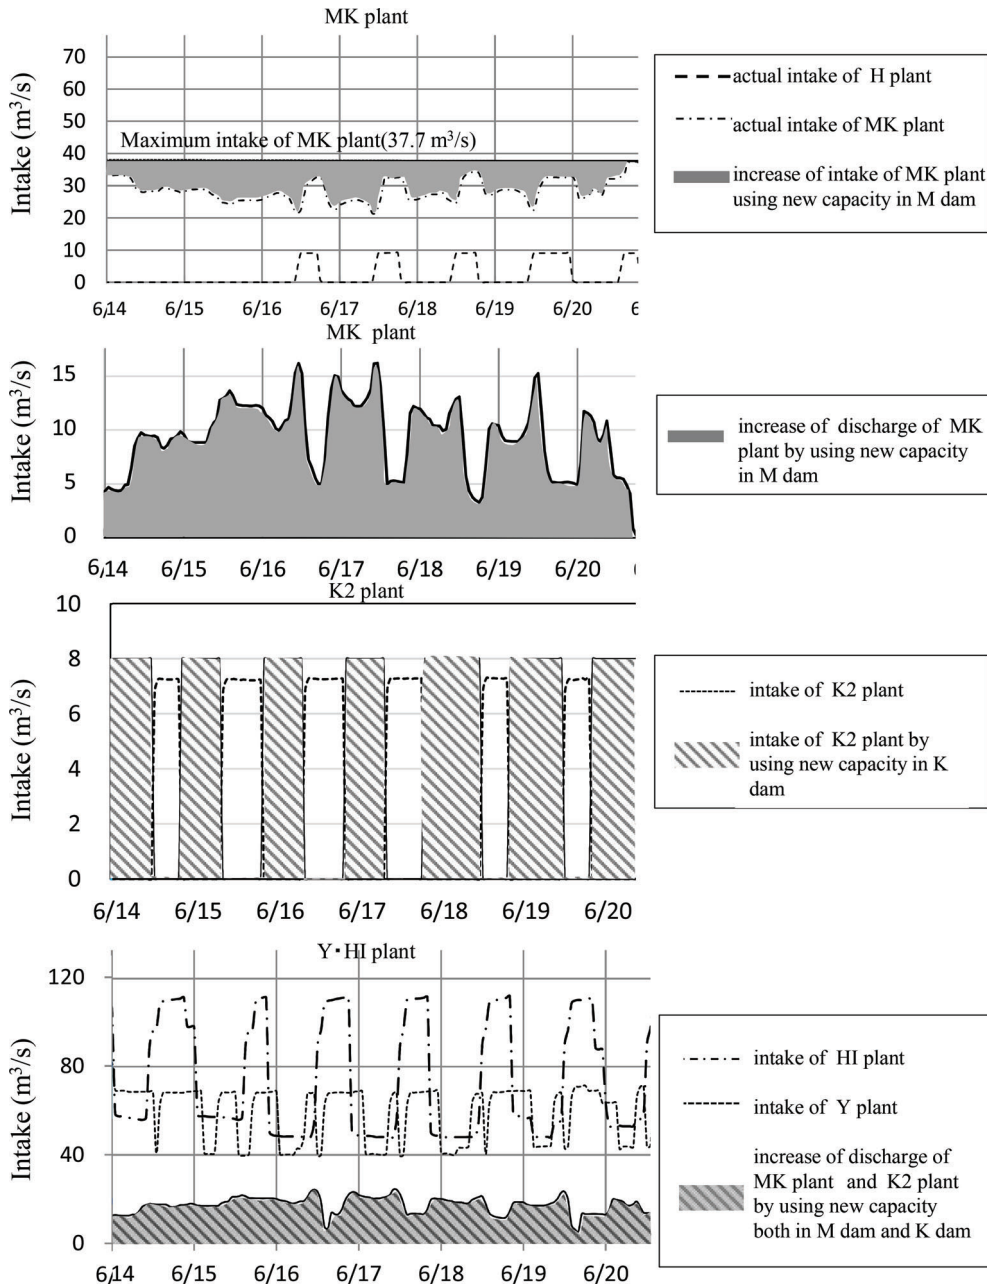 MK plant
Intake (m³/s)
70
60
50
40
30
20
10
0
Maximum intake of MK plant(37.7 m³/s)
6/14 6/15 6/16 6/17 6/18 6/19 6/20 6
actual intake of H plant
actual intake of MK plant
increase of intake of MK plant
using new capacity in M dam
MK plant
Intake (m³/s)
15
10
5
0
6/14 6/15 6/16 6/17 6/18 6/19 6/20
increase of discharge of MK
plant by using new capacity
in M dam
K2 plant
Intake (m³/s)
10
8
6
4
2
0
6/14 6/15 6/16 6/17 6/18 6/19 6/20
intake of K2 plant
intake of K2 plant by
using new capacity in K
dam
Y・HI plant
Intake (m³/s)
120
80
40
0
6/14 6/15 6/16 6/17 6/18 6/19 6/20
intake of HI plant
intake of Y plant
increase of discharge of
MK plant and K2 plant
by using new capacity
both in M dam and K dam